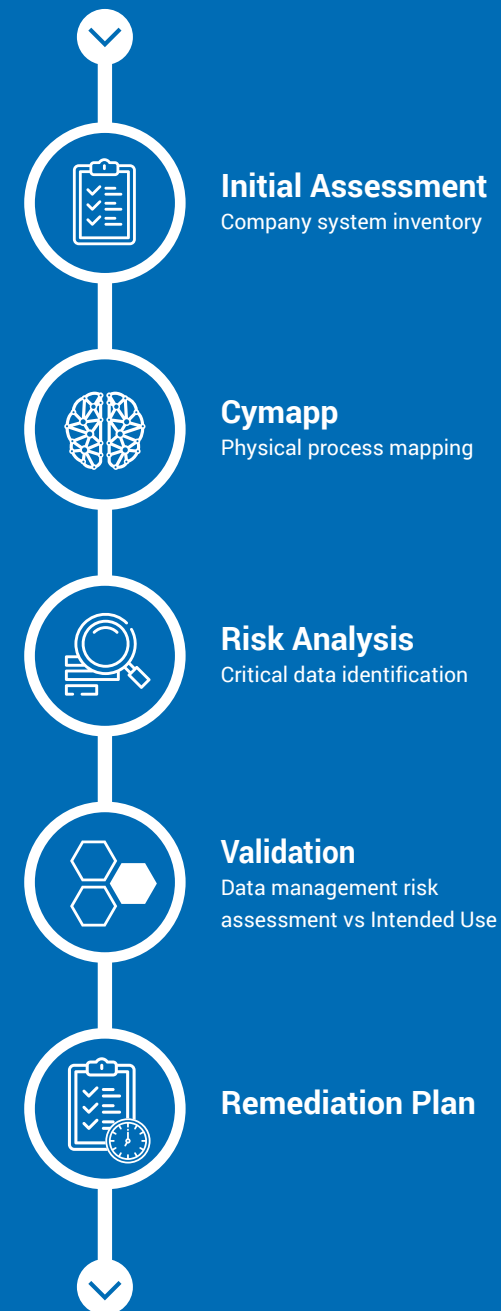 Initial Assessment
Company system inventory
Cymapp
Physical process mapping
Risk Analysis
Critical data identification
Validation
Data management risk
assessment vs Intended Use
Remediation Plan